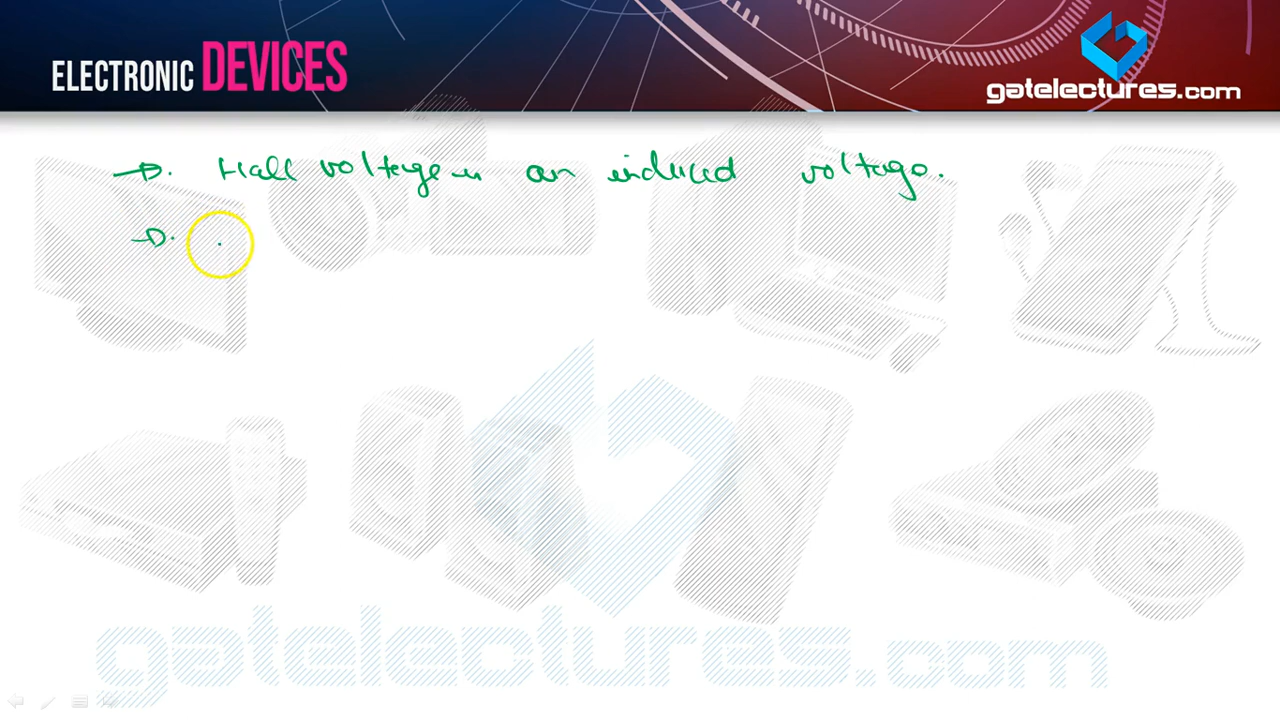 ELECTRONIC DEVICES
gatelectures.com
Hall voltage is an induced voltage.
gatelectures.com